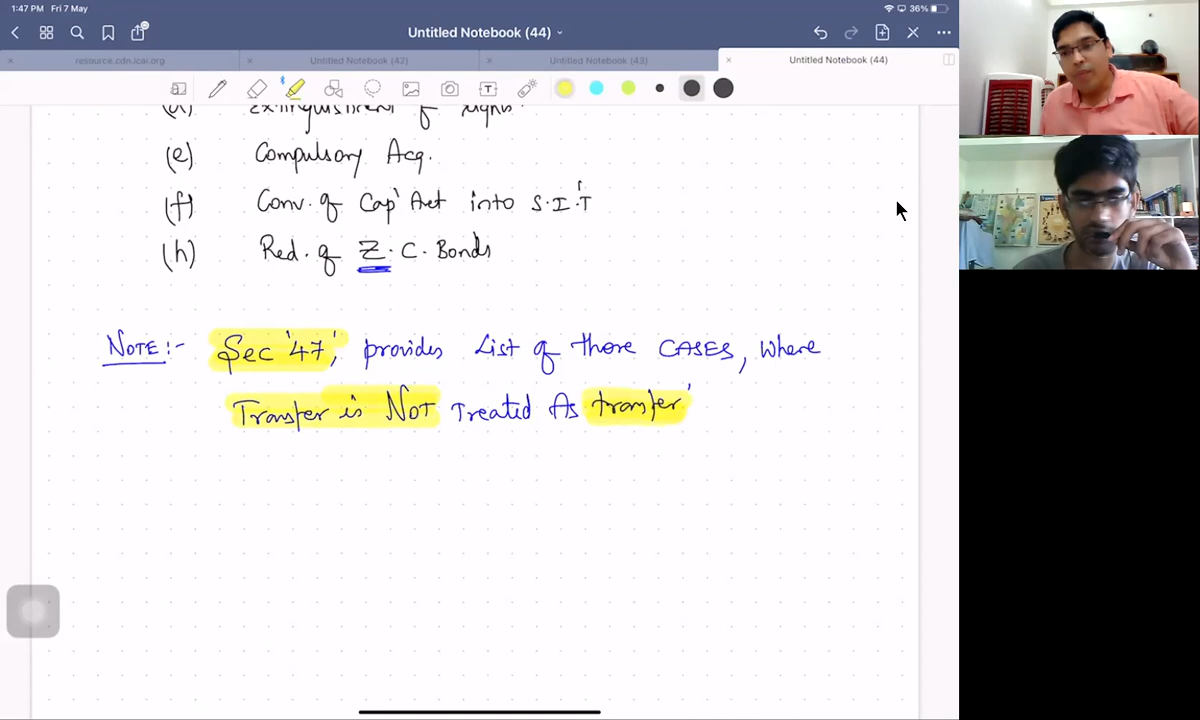 1:47 PM Fri 7 May
36%
Untitled Notebook (44)
resource.cdn.icai.org
Untitled Notebook (42)
Untitled Notebook (43)
Untitled Notebook (44)
of
(e) Compulsory Acq.
(f) Conv. of Cap' Aet into S.I.T
(h) Red. of Z. C. Bonds
NOTE:- Sec '47', provides List of those CASES, where
Transfer is NOT Treated As transfer'